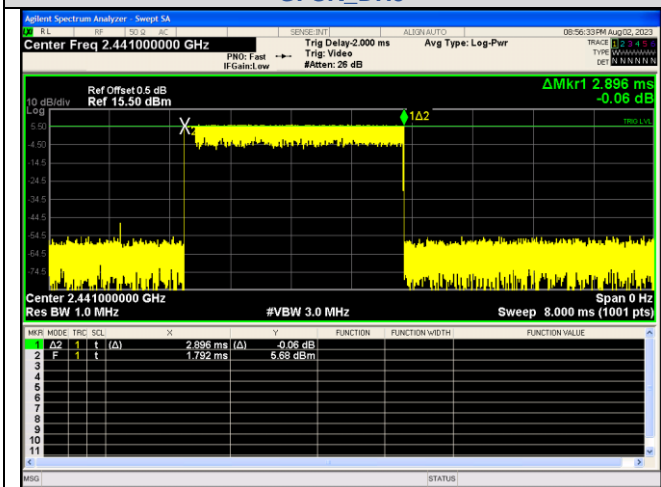 Agilent Spectrum Analyzer - Swept SA
RL RF 50 Ω AC SENSE:INT ALIGNAUTO 08:56:33 PM Aug 02, 2023
Center Freq 2.441000000 GHz
PNO: Fast
IFGain:Low
Trig Delay-2.000 ms
Trig: Video
#Atten: 26 dB
Avg Type: Log-Pwr
TRACE 1 2 3 4 5 6
TYPE
DET N N N N N N
Ref Offset 0.5 dB
Ref 15.50 dBm
ΔMkr1 2.896 ms
-0.06 dB
10 dB/div
Log
5.50
-4.50
-14.5
-24.5
-34.5
-44.5
-54.5
-64.5
-74.5
X2
1Δ2
TRIG LVL
Center 2.441000000 GHz
Span 0 Hz
Res BW 1.0 MHz
#VBW 3.0 MHz
Sweep 8.000 ms (1001 pts)
MKR MODE TRC SCL X Y FUNCTION FUNCTION WIDTH FUNCTION VALUE
1 Δ2 1 t (Δ) 2.896 ms (Δ) -0.06 dB
2 F 1 t 1.792 ms 5.68 dBm
3
4
5
6
7
8
9
10
11
MSG
STATUS